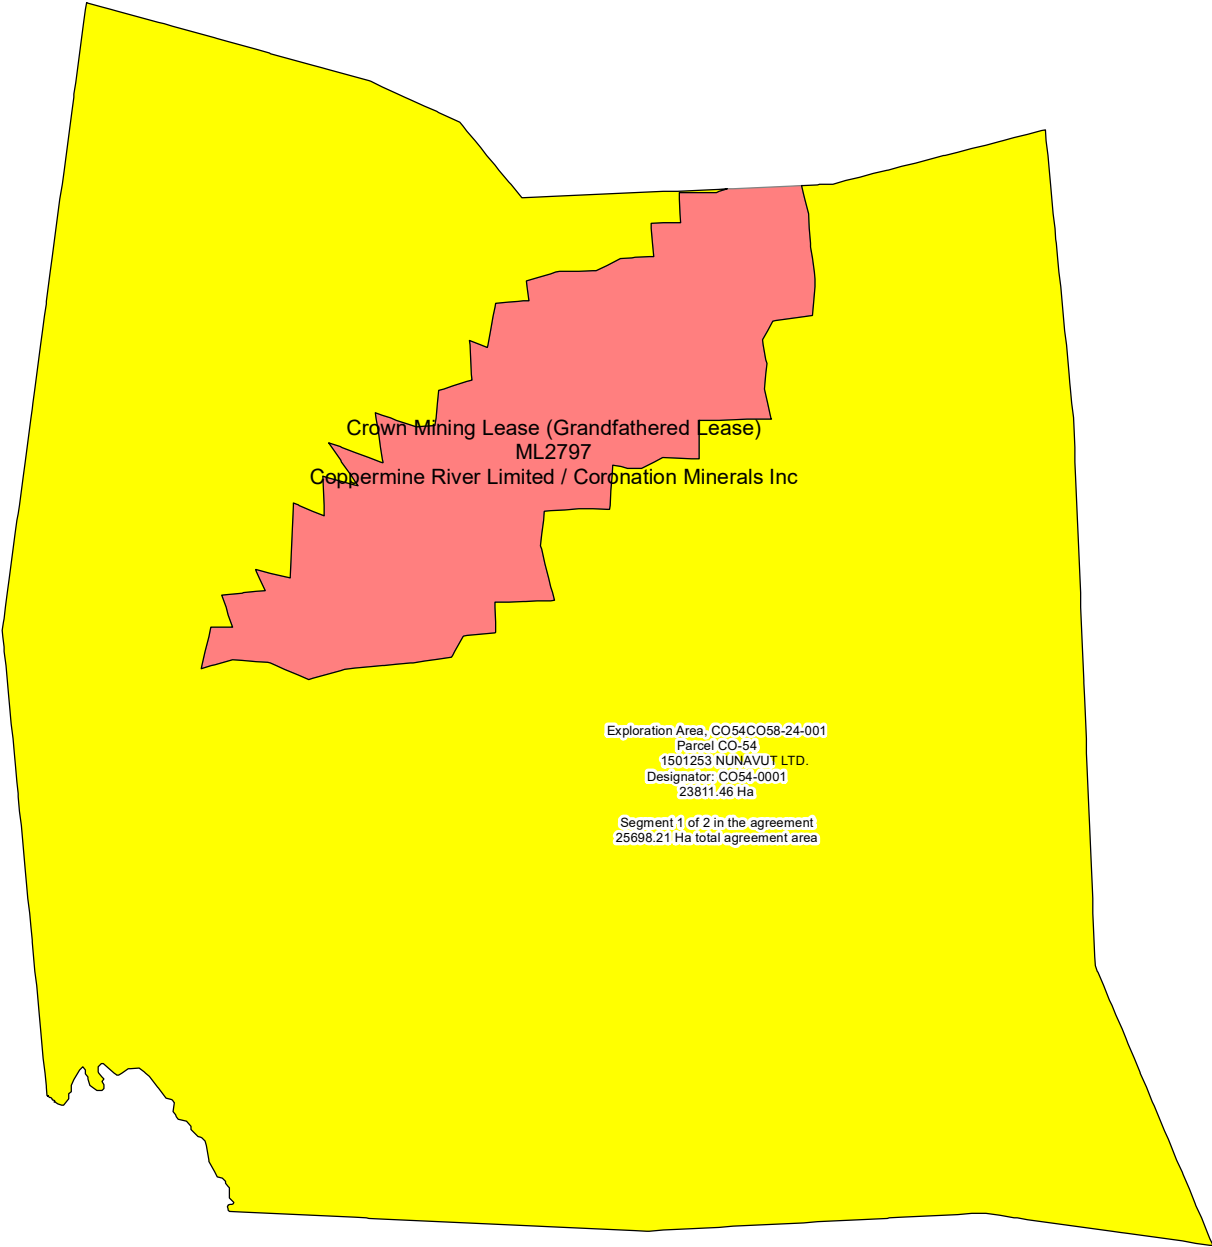 Crown Mining Lease (Grandfathered Lease)
ML2797
Coppermine River Limited / Coronation Minerals Inc
Exploration Area, CO54CO58-24-001
Parcel CO-54
1501253 NUNAVUT LTD.
Designator: CO54-0001
23811.46 Ha
Segment 1 of 2 in the agreement
25698.21 Ha total agreement area